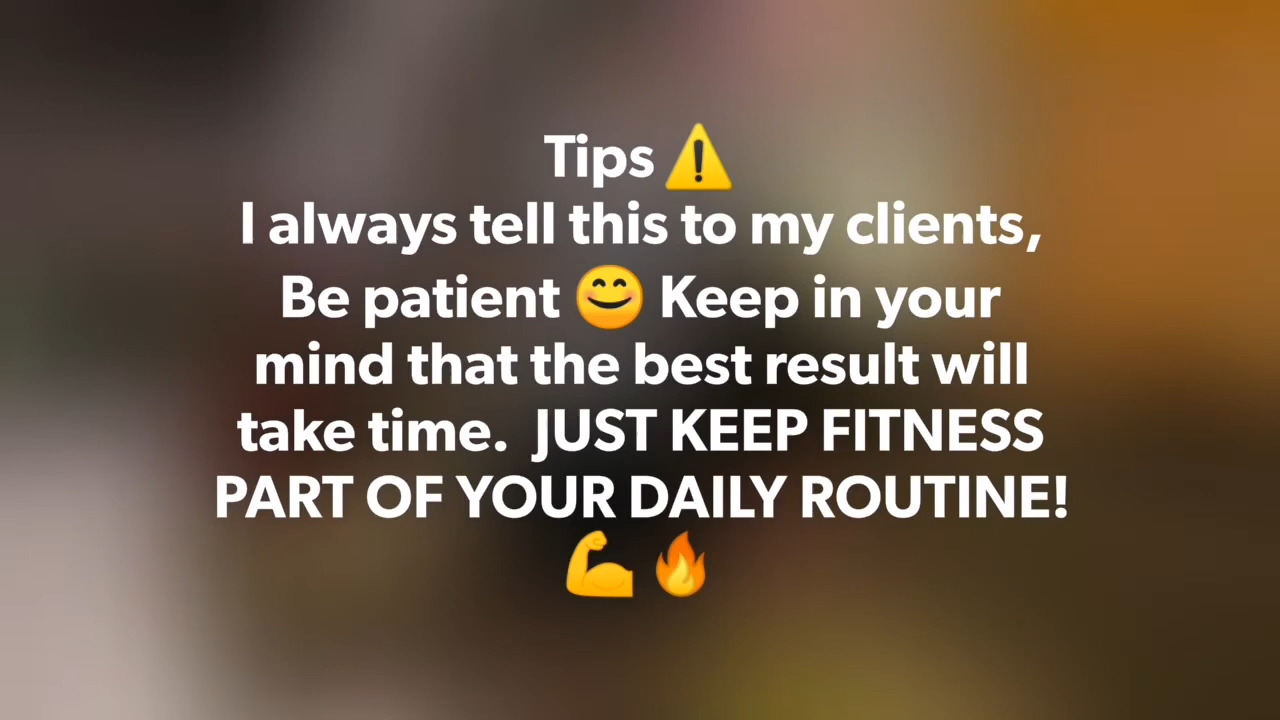 Tips ⚠️
I always tell this to my clients,
Be patient 😊 Keep in your
mind that the best result will
take time.  JUST KEEP FITNESS
PART OF YOUR DAILY ROUTINE!
💪 🔥